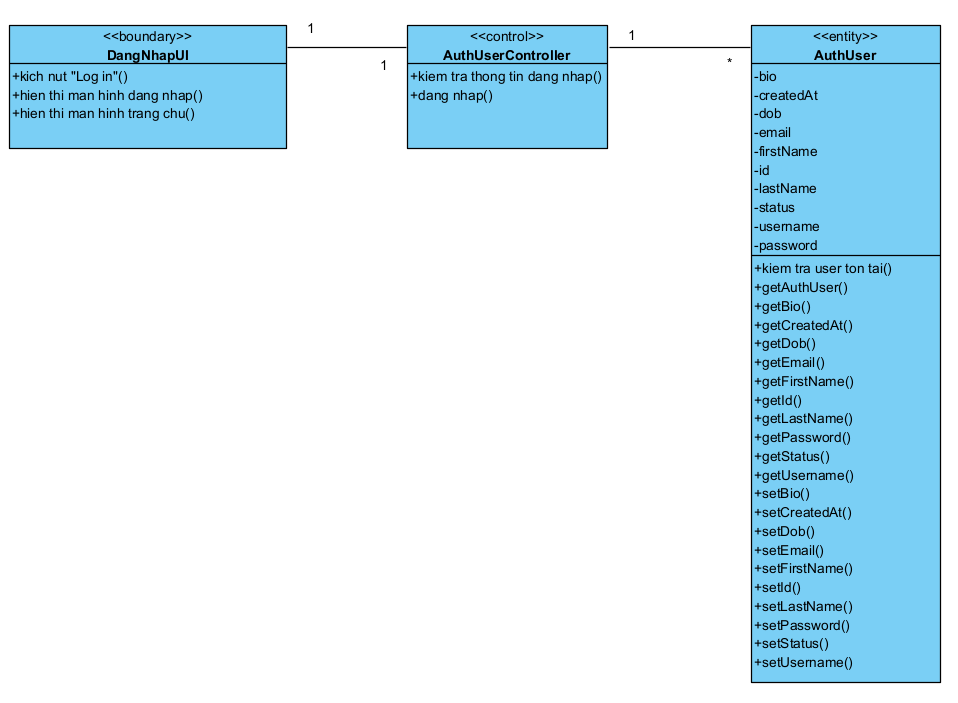 <<boundary>>
DangNhapUI
+kich nut "Log in"()
+hien thi man hinh dang nhap()
+hien thi man hinh trang chu()
1
1
<<control>>
AuthUserController
+kiem tra thong tin dang nhap()
+dang nhap()
1
*
<<entity>>
AuthUser
-bio
-createdAt
-dob
-email
-firstName
-id
-lastName
-status
-username
-password
+kiem tra user ton tai()
+getAuthUser()
+getBio()
+getCreatedAt()
+getDob()
+getEmail()
+getFirstName()
+getId()
+getLastName()
+getPassword()
+getStatus()
+getUsername()
+setBio()
+setCreatedAt()
+setDob()
+setEmail()
+setFirstName()
+setId()
+setLastName()
+setPassword()
+setStatus()
+setUsername()